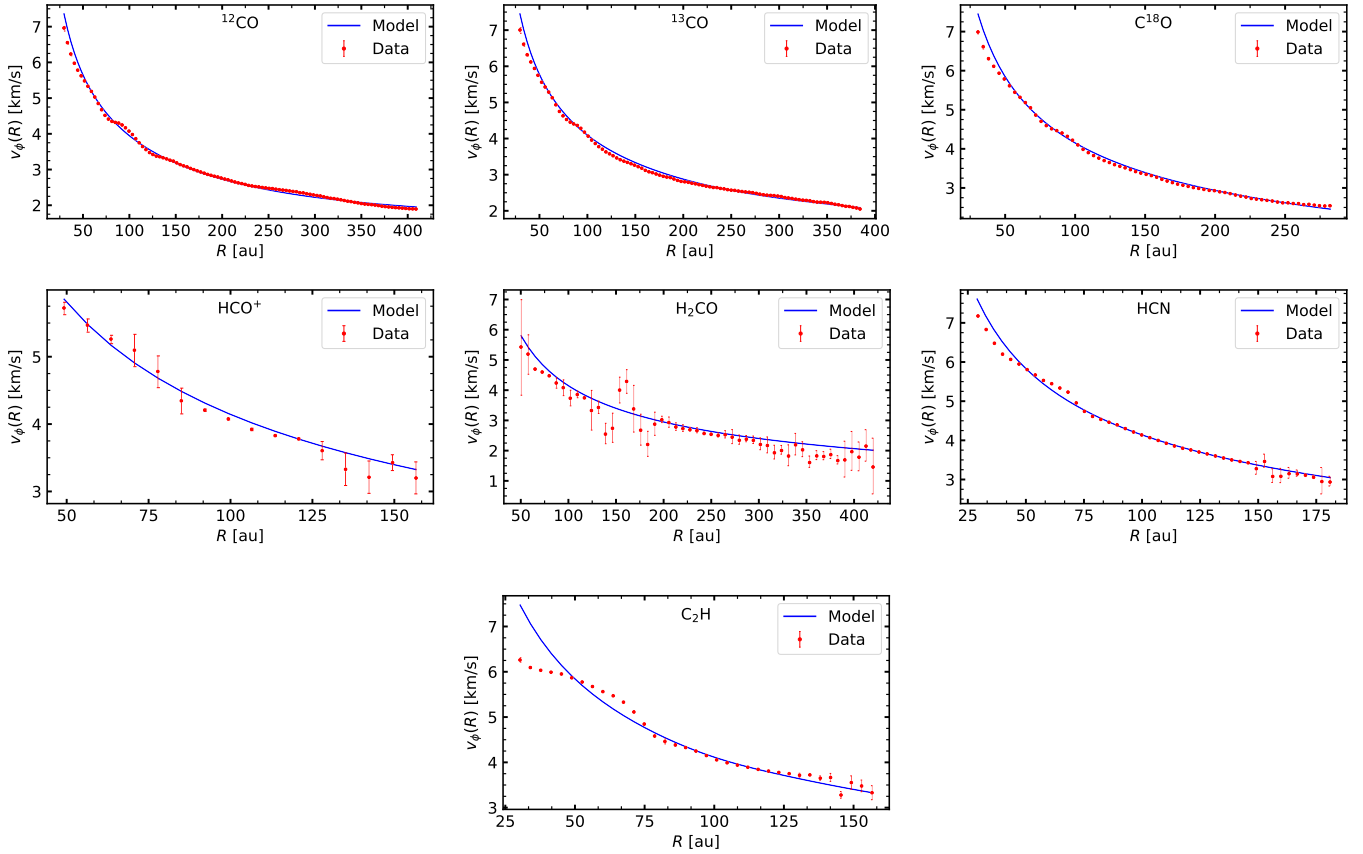 ¹²CO
Model
Data
7
6
5
4
3
2
v_ϕ(R) [km/s]
50 100 150 200 250 300 350 400
R [au]
¹³CO
Model
Data
7
6
5
4
3
2
v_ϕ(R) [km/s]
50 100 150 200 250 300 350 400
R [au]
C¹⁸O
Model
Data
7
6
5
4
3
v_ϕ(R) [km/s]
50 100 150 200 250
R [au]
HCO⁺
Model
Data
5
4
3
v_ϕ(R) [km/s]
50 75 100 125 150
R [au]
H₂CO
Model
Data
7
6
5
4
3
2
1
v_ϕ(R) [km/s]
50 100 150 200 250 300 350 400
R [au]
HCN
Model
Data
7
6
5
4
3
v_ϕ(R) [km/s]
25 50 75 100 125 150 175
R [au]
C₂H
Model
Data
7
6
5
4
3
v_ϕ(R) [km/s]
25 50 75 100 125 150
R [au]